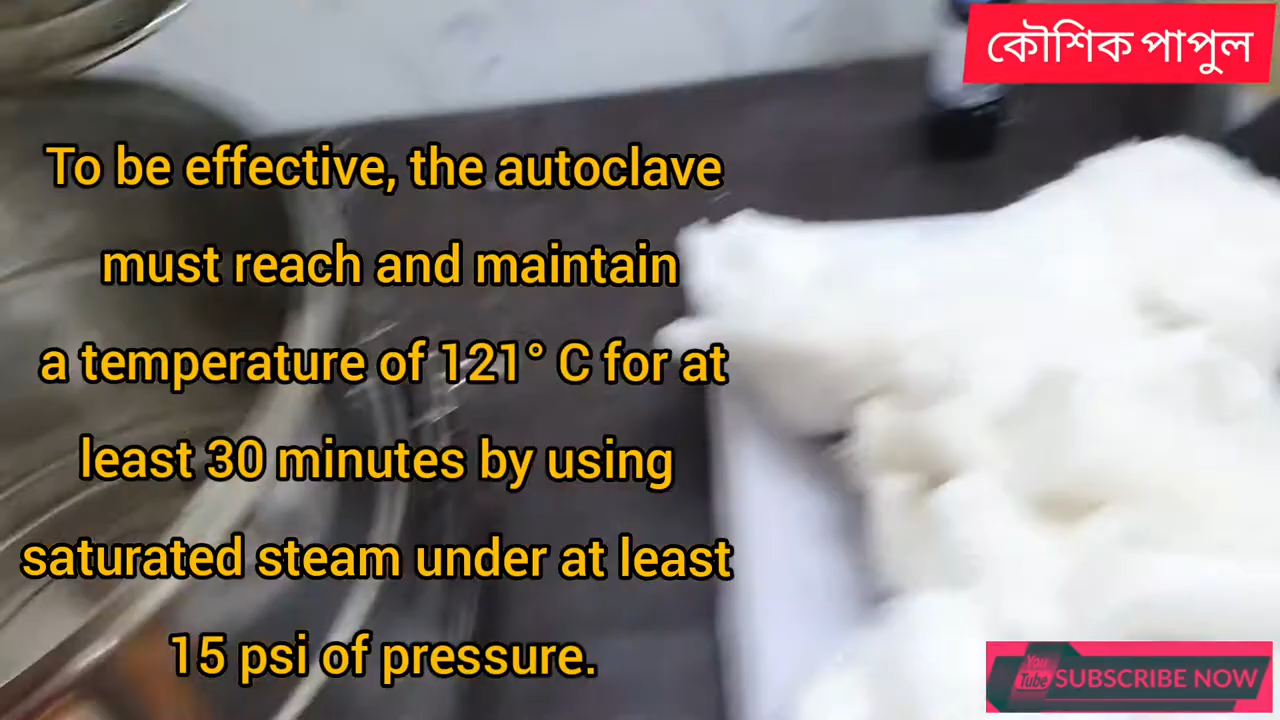 কৌশিক পাপুল
To be effective, the autoclave
must reach and maintain
a temperature of 121° C for at
least 30 minutes by using
saturated steam under at least
15 psi of pressure.
You
Tube
SUBSCRIBE NOW